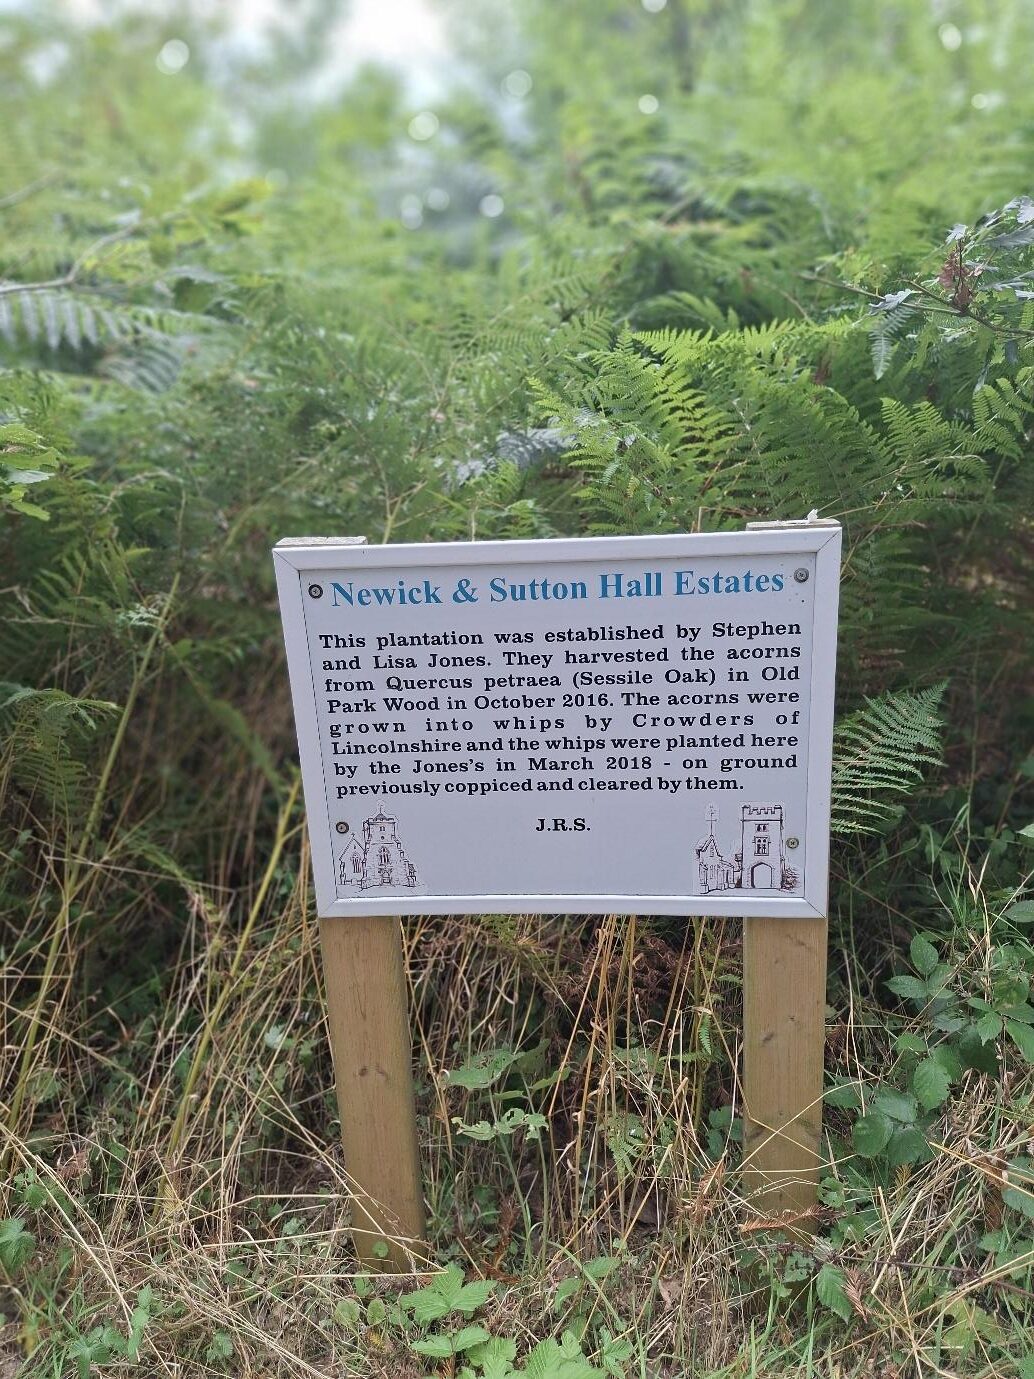 Newick & Sutton Hall Estates
This plantation was established by Stephen
and Lisa Jones. They harvested the acorns
from Quercus petraea (Sessile Oak) in Old
Park Wood in October 2016. The acorns were
grown into whips by Crowders of
Lincolnshire and the whips were planted here
by the Jones's in March 2018 - on ground
previously coppiced and cleared by them.
J.R.S.